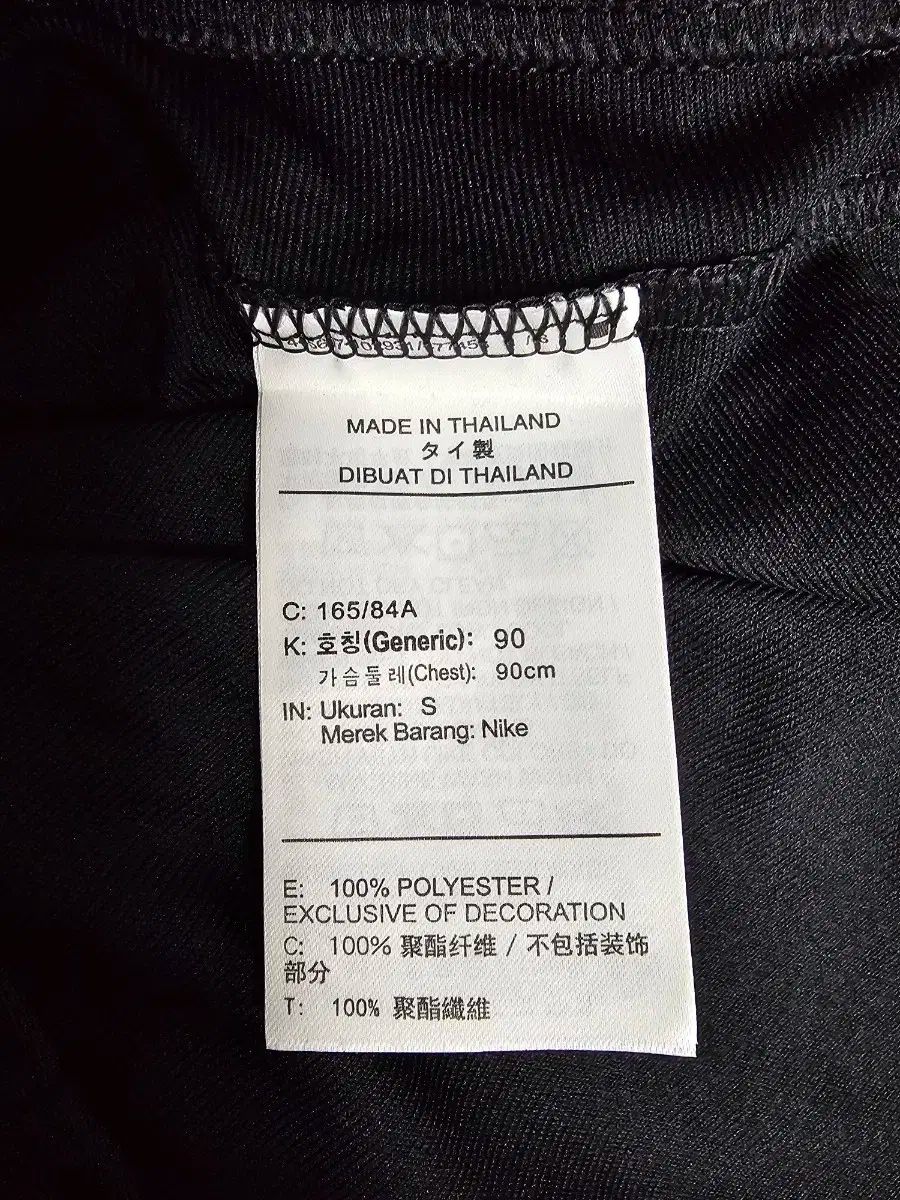 MADE IN THAILAND
タイ製
DIBUAT DI THAILAND
C: 165/84A
K: 호칭(Generic): 90
가슴둘레(Chest): 90cm
IN: Ukuran: S
Merek Barang: Nike
E: 100% POLYESTER /
EXCLUSIVE OF DECORATION
C: 100% 聚酯纤维 / 不包括装饰
部分
T: 100% 聚酯纖維